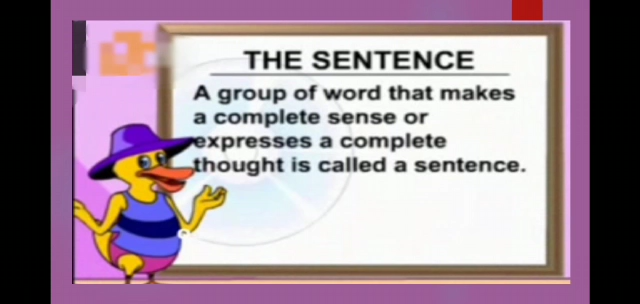 THE SENTENCE
A group of word that makes
a complete sense or
expresses a complete
thought is called a sentence.